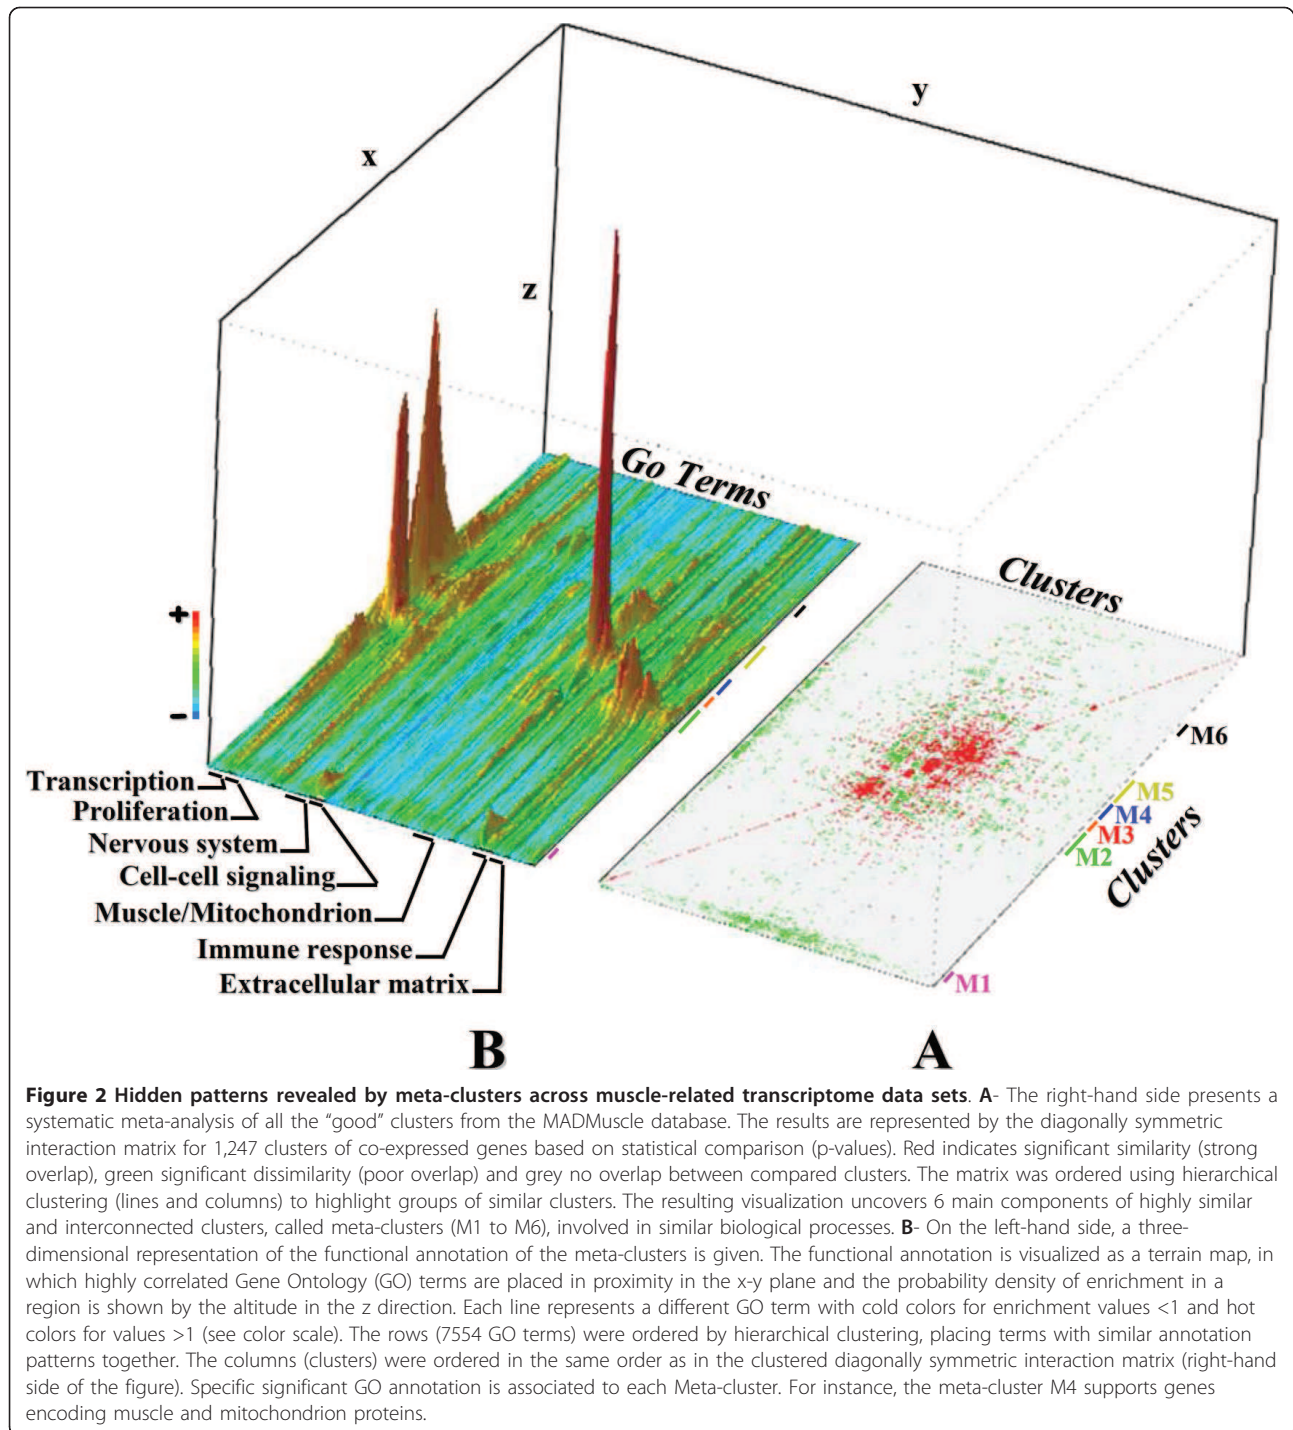 y
x
z
Go Terms
Clusters
+
−
M6
M5
M4
M3
M2
Clusters
M1
Transcription
Proliferation
Nervous system
Cell-cell signaling
Muscle/Mitochondrion
Immune response
Extracellular matrix
B
A
Figure 2 Hidden patterns revealed by meta-clusters across muscle-related transcriptome data sets. A- The right-hand side presents a
systematic meta-analysis of all the “good” clusters from the MADMuscle database. The results are represented by the diagonally symmetric
interaction matrix for 1,247 clusters of co-expressed genes based on statistical comparison (p-values). Red indicates significant similarity (strong
overlap), green significant dissimilarity (poor overlap) and grey no overlap between compared clusters. The matrix was ordered using hierarchical
clustering (lines and columns) to highlight groups of similar clusters. The resulting visualization uncovers 6 main components of highly similar
and interconnected clusters, called meta-clusters (M1 to M6), involved in similar biological processes. B- On the left-hand side, a three-
dimensional representation of the functional annotation of the meta-clusters is given. The functional annotation is visualized as a terrain map, in
which highly correlated Gene Ontology (GO) terms are placed in proximity in the x-y plane and the probability density of enrichment in a
region is shown by the altitude in the z direction. Each line represents a different GO term with cold colors for enrichment values <1 and hot
colors for values >1 (see color scale). The rows (7554 GO terms) were ordered by hierarchical clustering, placing terms with similar annotation
patterns together. The columns (clusters) were ordered in the same order as in the clustered diagonally symmetric interaction matrix (right-hand
side of the figure). Specific significant GO annotation is associated to each Meta-cluster. For instance, the meta-cluster M4 supports genes
encoding muscle and mitochondrion proteins.